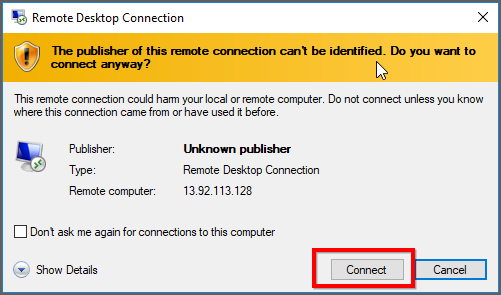 Remote Desktop Connection
The publisher of this remote connection can't be identified. Do you want to
connect anyway?
This remote connection could harm your local or remote computer. Do not connect unless you know
where this connection came from or have used it before.
Publisher: Unknown publisher
Type: Remote Desktop Connection
Remote computer: 13.92.113.128
Don't ask me again for connections to this computer
Show Details Connect Cancel